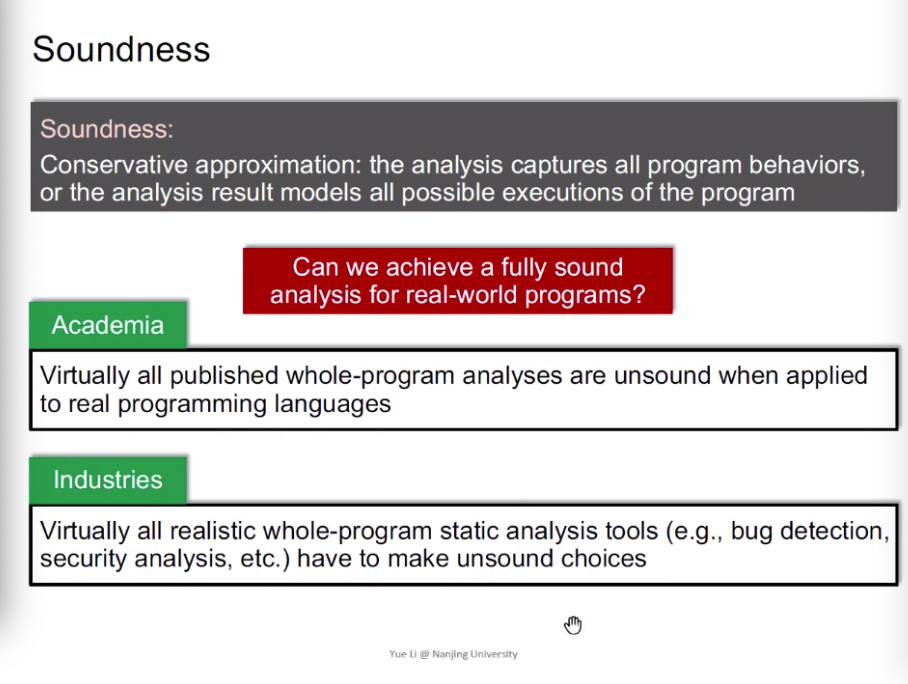 Soundness
Soundness:
Conservative approximation: the analysis captures all program behaviors,
or the analysis result models all possible executions of the program
Can we achieve a fully sound
analysis for real-world programs?
Academia
Virtually all published whole-program analyses are unsound when applied
to real programming languages
Industries
Virtually all realistic whole-program static analysis tools (e.g., bug detection,
security analysis, etc.) have to make unsound choices
Yue Li @ Nanjing University